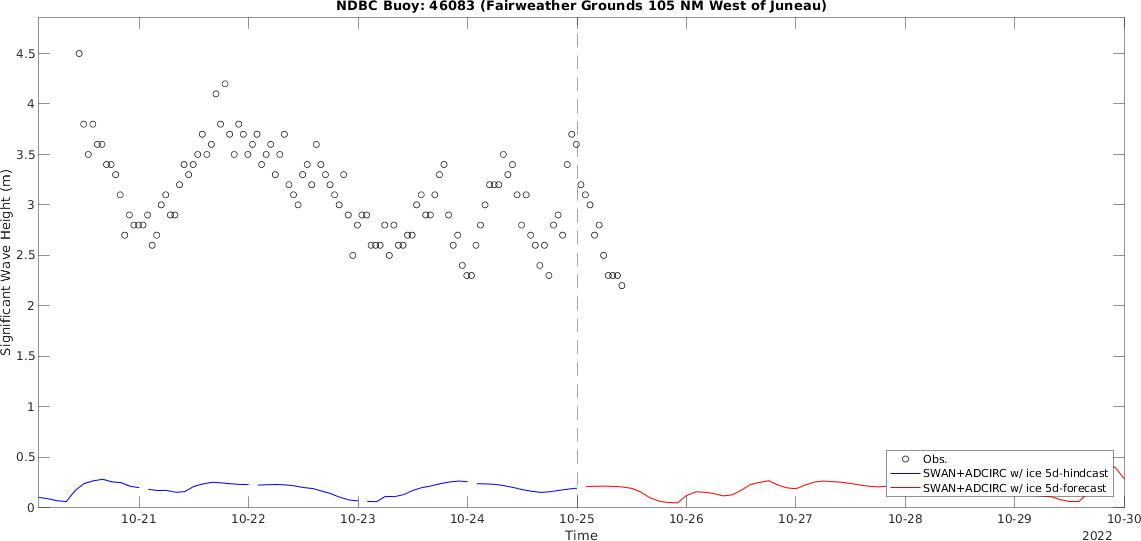 NDBC Buoy: 46083 (Fairweather Grounds 105 NM West of Juneau)
Significant Wave Height (m)
4.5
4
3.5
3
2.5
2
1.5
1
0.5
0
Obs.
SWAN+ADCIRC w/ ice 5d-hindcast
SWAN+ADCIRC w/ ice 5d-forecast
10-21 10-22 10-23 10-24 10-25 10-26 10-27 10-28 10-29 10-30
Time
2022